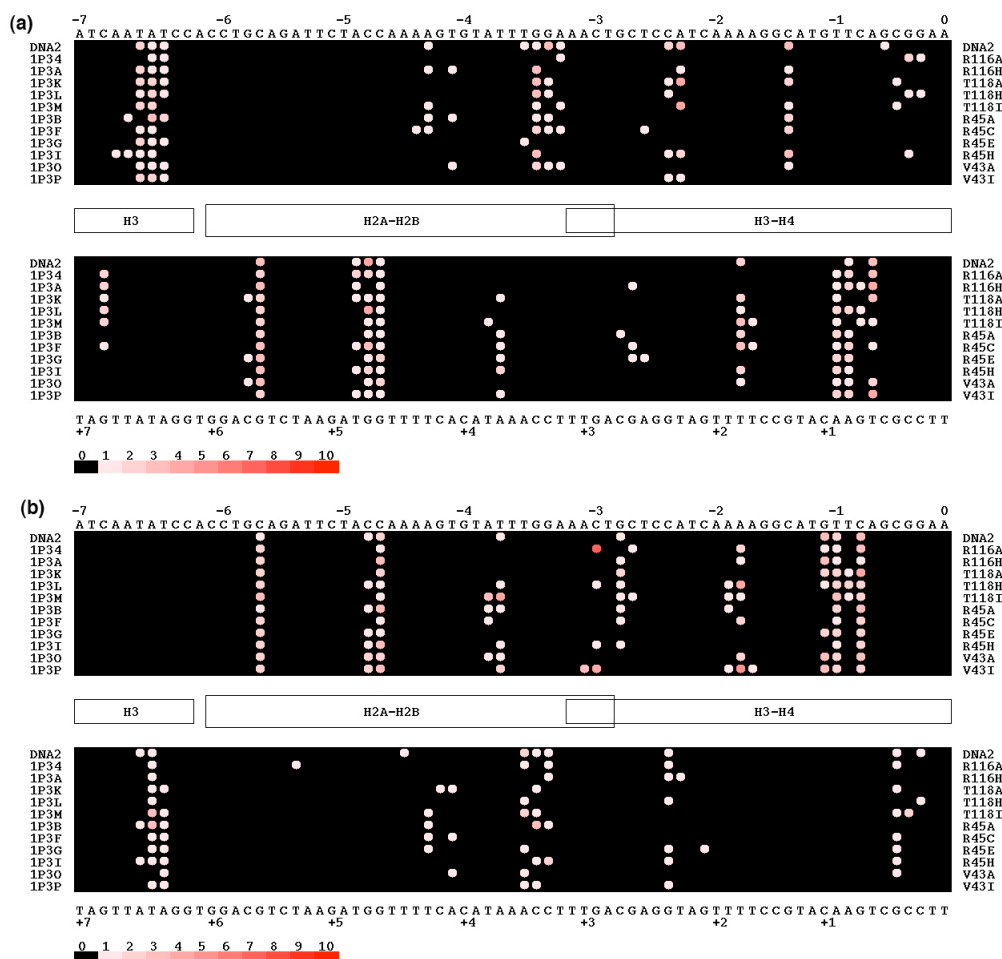 (a)
-7 -6 -5 -4 -3 -2 -1 0
A T C A A T A T C C A C C T G C A G A T T C T A C C A A A A G T G T A T T T G G A A A C T G C T C C A T C A A A A G G C A T G T T C A G C G G A A
DNA2 DNA2
1P34 R116A
1P3A R116H
1P3K T118A
1P3L T118H
1P3M T118I
1P3B R45A
1P3F R45C
1P3G R45E
1P3I R45H
1P3O V43A
1P3P V43I
H3 H2A-H2B H3-H4
DNA2 DNA2
1P34 R116A
1P3A R116H
1P3K T118A
1P3L T118H
1P3M T118I
1P3B R45A
1P3F R45C
1P3G R45E
1P3I R45H
1P3O V43A
1P3P V43I
T A G T T A T A G G T G G A C G T C T A A G A T G G T T T T C A C A T A A A C C T T T G A C G A G G T A G T T T T C C G T A C A A G T C G C C T T
+7 +6 +5 +4 +3 +2 +1
0 1 2 3 4 5 6 7 8 9 10
(b)
-7 -6 -5 -4 -3 -2 -1 0
A T C A A T A T C C A C C T G C A G A T T C T A C C A A A A G T G T A T T T G G A A A C T G C T C C A T C A A A A G G C A T G T T C A G C G G A A
DNA2 DNA2
1P34 R116A
1P3A R116H
1P3K T118A
1P3L T118H
1P3M T118I
1P3B R45A
1P3F R45C
1P3G R45E
1P3I R45H
1P3O V43A
1P3P V43I
H3 H2A-H2B H3-H4
DNA2 DNA2
1P34 R116A
1P3A R116H
1P3K T118A
1P3L T118H
1P3M T118I
1P3B R45A
1P3F R45C
1P3G R45E
1P3I R45H
1P3O V43A
1P3P V43I
T A G T T A T A G G T G G A C G T C T A A G A T G G T T T T C A C A T A A A C C T T T G A C G A G G T A G T T T T C C G T A C A A G T C G C C T T
+7 +6 +5 +4 +3 +2 +1
0 1 2 3 4 5 6 7 8 9 10